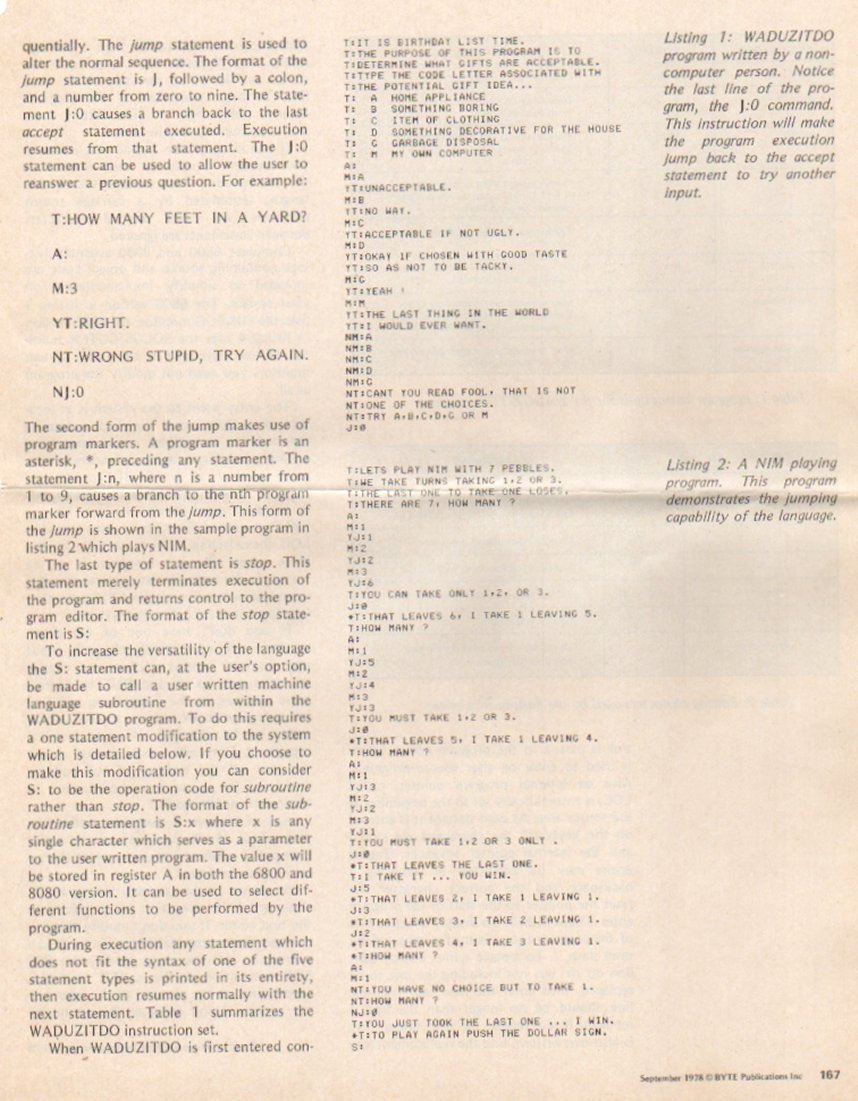 quentially. The jump statement is used to
alter the normal sequence. The format of the
jump statement is J, followed by a colon,
and a number from zero to nine. The state-
ment J:0 causes a branch back to the last
accept statement executed. Execution
resumes from that statement. The J:0
statement can be used to allow the user to
reanswer a previous question. For example:
T:HOW MANY FEET IN A YARD?
A:
M:3
YT:RIGHT.
NT:WRONG STUPID, TRY AGAIN.
NJ:0
The second form of the jump makes use of
program markers. A program marker is an
asterisk, *, preceding any statement. The
statement J:n, where n is a number from
1 to 9, causes a branch to the nth program
marker forward from the jump. This form of
the jump is shown in the sample program in
listing 2 which plays NIM.
The last type of statement is stop. This
statement merely terminates execution of
the program and returns control to the pro-
gram editor. The format of the stop state-
ment is S:
To increase the versatility of the language
the S: statement can, at the user's option,
be made to call a user written machine
language subroutine from within the
WADUZITDO program. To do this requires
a one statement modification to the system
which is detailed below. If you choose to
make this modification you can consider
S: to be the operation code for subroutine
rather than stop. The format of the sub-
routine statement is S:x where x is any
single character which serves as a parameter
to the user written program. The value x will
be stored in register A in both the 6800 and
8080 version. It can be used to select dif-
ferent functions to be performed by the
program.
During execution any statement which
does not fit the syntax of one of the five
statement types is printed in its entirety,
then execution resumes normally with the
next statement. Table 1 summarizes the
WADUZITDO instruction set.
When WADUZITDO is first entered con-
T:IT IS BIRTHDAY LIST TIME.
T:THE PURPOSE OF THIS PROGRAM IS TO
T:DETERMINE WHAT GIFTS ARE ACCEPTABLE.
T:TYPE THE CODE LETTER ASSOCIATED WITH
T:THE POTENTIAL GIFT IDEA...
T: A HOME APPLIANCE
T: B SOMETHING BORING
T: C ITEM OF CLOTHING
T: D SOMETHING DECORATIVE FOR THE HOUSE
T: G GARBAGE DISPOSAL
T: M MY OWN COMPUTER
A:
M:A
YT:UNACCEPTABLE.
M:B
YT:NO WAY.
M:C
YT:ACCEPTABLE IF NOT UGLY.
M:D
YT:OKAY IF CHOSEN WITH GOOD TASTE
YT:SO AS NOT TO BE TACKY.
M:G
YT:YEAH !
M:M
YT:THE LAST THING IN THE WORLD
YT:I WOULD EVER WANT.
NM:A
NM:B
NM:C
NM:D
NM:G
NT:CANT YOU READ FOOL, THAT IS NOT
NT:ONE OF THE CHOICES.
NT:TRY A,B,C,D,G OR M
J:0
Listing 1: WADUZITDO
program written by a non-
computer person. Notice
the last line of the pro-
gram, the J:0 command.
This instruction will make
the program execution
jump back to the accept
statement to try another
input.
T:LETS PLAY NIM WITH 7 PEBBLES.
T:WE TAKE TURNS TAKING 1,2 OR 3.
T:THE LAST ONE TO TAKE ONE LOSES.
T:THERE ARE 7, HOW MANY ?
A:
M:1
YJ:1
M:2
YJ:2
M:3
YJ:6
T:YOU CAN TAKE ONLY 1,2, OR 3.
J:0
*T:THAT LEAVES 6, I TAKE 1 LEAVING 5.
T:HOW MANY ?
A:
M:1
YJ:5
M:2
YJ:4
M:3
YJ:3
T:YOU MUST TAKE 1,2 OR 3.
J:0
*T:THAT LEAVES 5, I TAKE 1 LEAVING 4.
T:HOW MANY ?
A:
M:1
YJ:3
M:2
YJ:2
M:3
YJ:1
T:YOU MUST TAKE 1,2 OR 3 ONLY .
J:0
*T:THAT LEAVES THE LAST ONE.
T:I TAKE IT ... YOU WIN.
J:5
*T:THAT LEAVES 2, I TAKE 1 LEAVING 1.
J:3
*T:THAT LEAVES 3, I TAKE 2 LEAVING 1.
J:2
*T:THAT LEAVES 4, I TAKE 3 LEAVING 1.
*T:HOW MANY ?
A:
M:1
NT:YOU HAVE NO CHOICE BUT TO TAKE 1.
NT:HOW MANY ?
NJ:0
T:YOU JUST TOOK THE LAST ONE ... I WIN.
*T:TO PLAY AGAIN PUSH THE DOLLAR SIGN.
S:
Listing 2: A NIM playing
program. This program
demonstrates the jumping
capability of the language.
September 1978 © BYTE Publications Inc 167